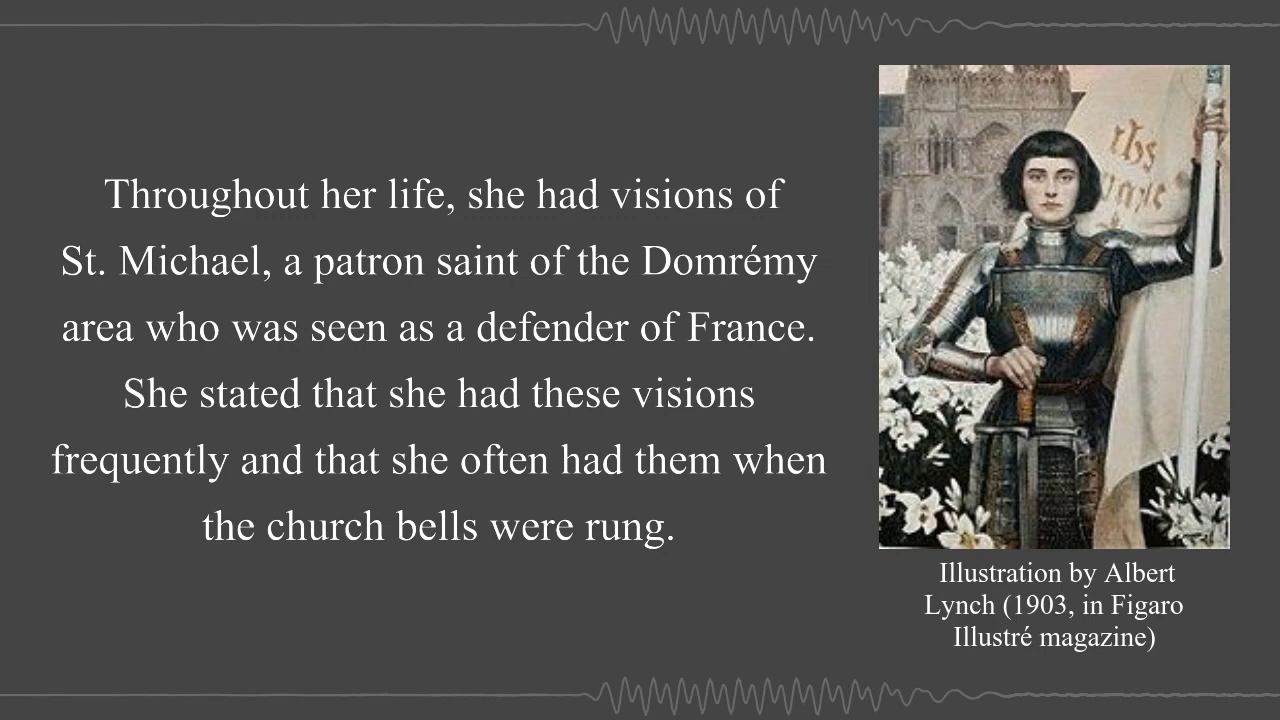 Throughout her life, she had visions of
St. Michael, a patron saint of the Domrémy
area who was seen as a defender of France.
She stated that she had these visions
frequently and that she often had them when
the church bells were rung.
ihs
Illustration by Albert
Lynch (1903, in Figaro
Illustré magazine)